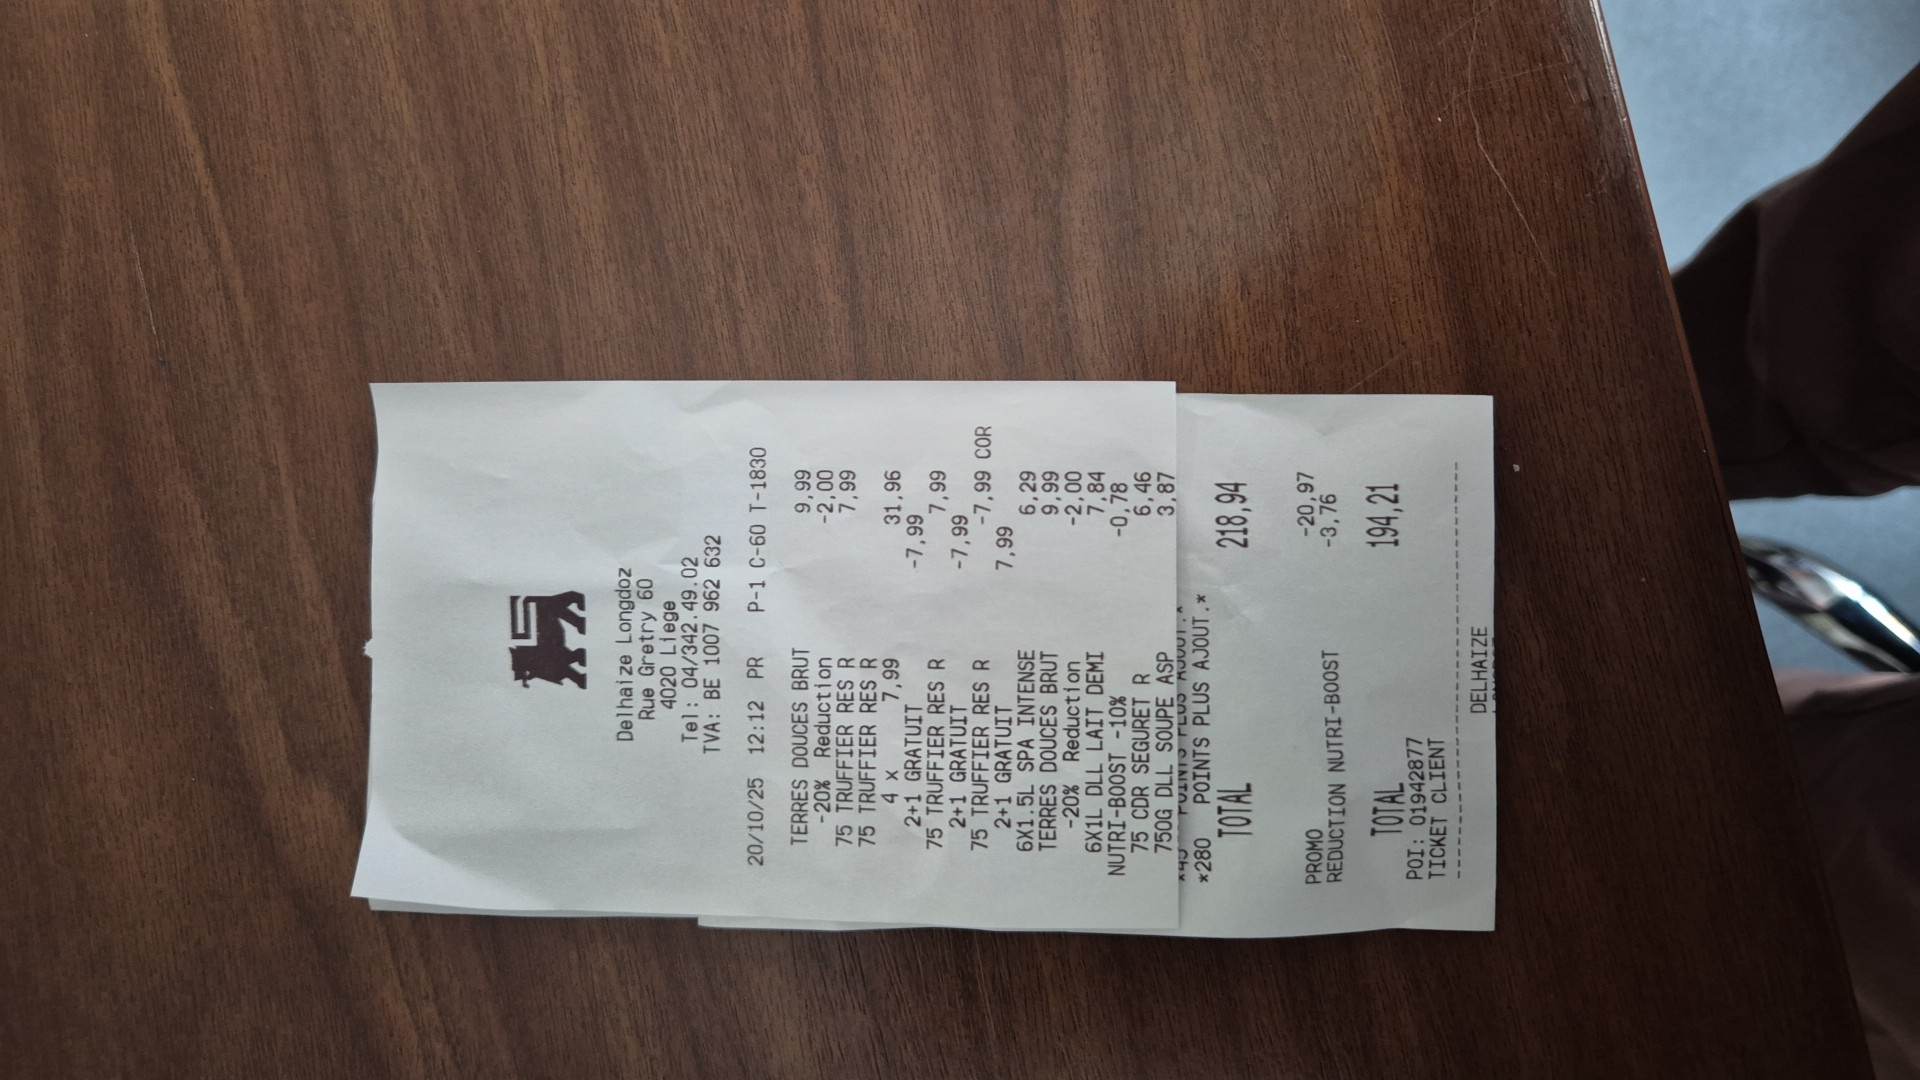 Delhaize Longdoz
Rue Gretry 60
4020 Liege
Tel: 04/342.49.02
TVA: BE 1007 962 632
20/10/25 12:12 PR P-1 C-60 T-1830
TERRES DOUCES BRUT 9,99
-20% Reduction -2,00
75 TRUFFIER RES R 7,99
75 TRUFFIER RES R
4 x 7,99 31,96
2+1 GRATUIT -7,99
75 TRUFFIER RES R 7,99
2+1 GRATUIT -7,99
75 TRUFFIER RES R -7,99 COR
2+1 GRATUIT 7,99
6X1.5L SPA INTENSE 6,29
TERRES DOUCES BRUT 9,99
-20% Reduction -2,00
6X1L DLL LAIT DEMI 7,84
NUTRI-BOOST -10% -0,78
75 CDR SEGURET R 6,46
750G DLL SOUPE ASP 3,87
POINTS PLUS AJOUT.*
*280 POINTS PLUS AJOUT.*
TOTAL 218,94
PROMO -20,97
REDUCTION NUTRI-BOOST -3,76
TOTAL 194,21
POI: 01942877
TICKET CLIENT
--------------------------------
DELHAIZE